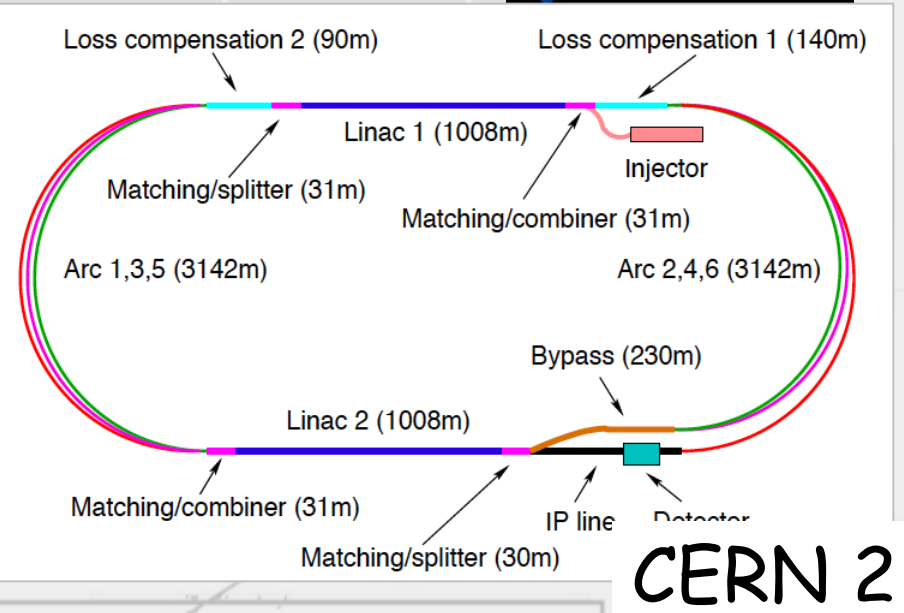 Loss compensation 2 (90m)
Loss compensation 1 (140m)
Linac 1 (1008m)
Injector
Matching/splitter (31m)
Matching/combiner (31m)
Arc 1,3,5 (3142m)
Arc 2,4,6 (3142m)
Bypass (230m)
Linac 2 (1008m)
Matching/combiner (31m)
IP line
Detector
Matching/splitter (30m)
CERN 2